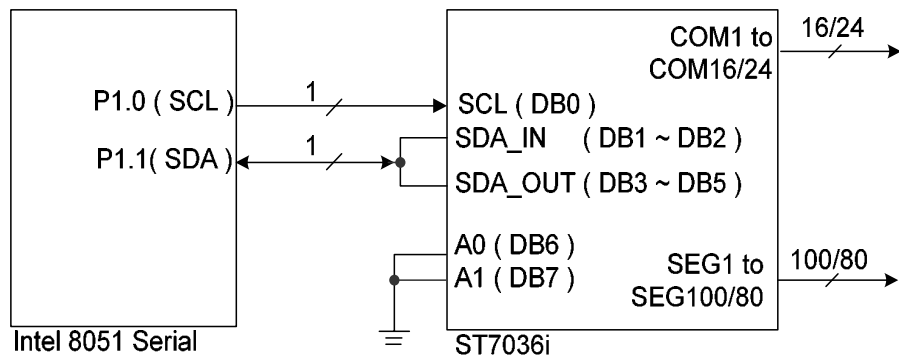 COM1 to
COM16/24
16/24
P1.0 ( SCL )
1
SCL ( DB0 )
SDA_IN ( DB1 ~ DB2 )
P1.1( SDA )
1
SDA_OUT ( DB3 ~ DB5 )
A0 ( DB6 )
A1 ( DB7 )
SEG1 to
SEG100/80
100/80
Intel 8051 Serial
ST7036i